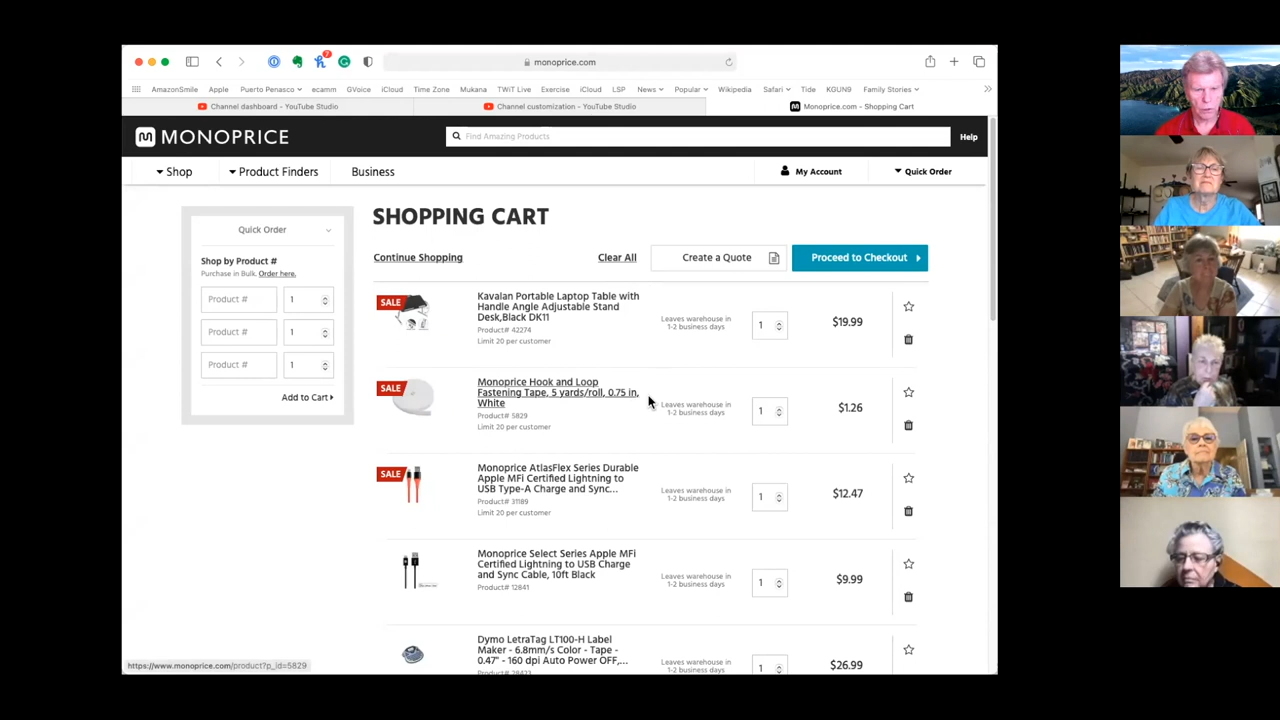 7
monoprice.com
AmazonSmile Apple Puerto Penasco ecamm GVoice iCloud Time Zone Mukana TWiT Live Exercise iCloud LSP News Popular Wikipedia Safari Tide KGUN9 Family Stories
Channel dashboard - YouTube Studio Channel customization - YouTube Studio Monoprice.com - Shopping Cart
MONOPRICE Find Amazing Products Help
Shop Product Finders Business My Account Quick Order
SHOPPING CART
Quick Order
Continue Shopping Clear All Create a Quote Proceed to Checkout
Shop by Product #
Purchase in Bulk. Order here.
Product # 1
Product # 1
Product # 1
Add to Cart
SALE
Kavalan Portable Laptop Table with
Handle Angle Adjustable Stand
Desk,Black DK11
Product# 42274
Limit 20 per customer
Leaves warehouse in
1-2 business days
1
$19.99
SALE
Monoprice Hook and Loop
Fastening Tape, 5 yards/roll, 0.75 in,
White
Product# 5829
Limit 20 per customer
Leaves warehouse in
1-2 business days
1
$1.26
SALE
Monoprice AtlasFlex Series Durable
Apple MFi Certified Lightning to
USB Type-A Charge and Sync...
Product# 31189
Limit 20 per customer
Leaves warehouse in
1-2 business days
1
$12.47
Monoprice Select Series Apple MFi
Certified Lightning to USB Charge
and Sync Cable, 10ft Black
Product# 12841
Leaves warehouse in
1-2 business days
1
$9.99
Dymo LetraTag LT100-H Label
Maker - 6.8mm/s Color - Tape -
0.47" - 160 dpi Auto Power OFF,...
Leaves warehouse in
1-2 business days
1
$26.99
https://www.monoprice.com/product?p_id=5829